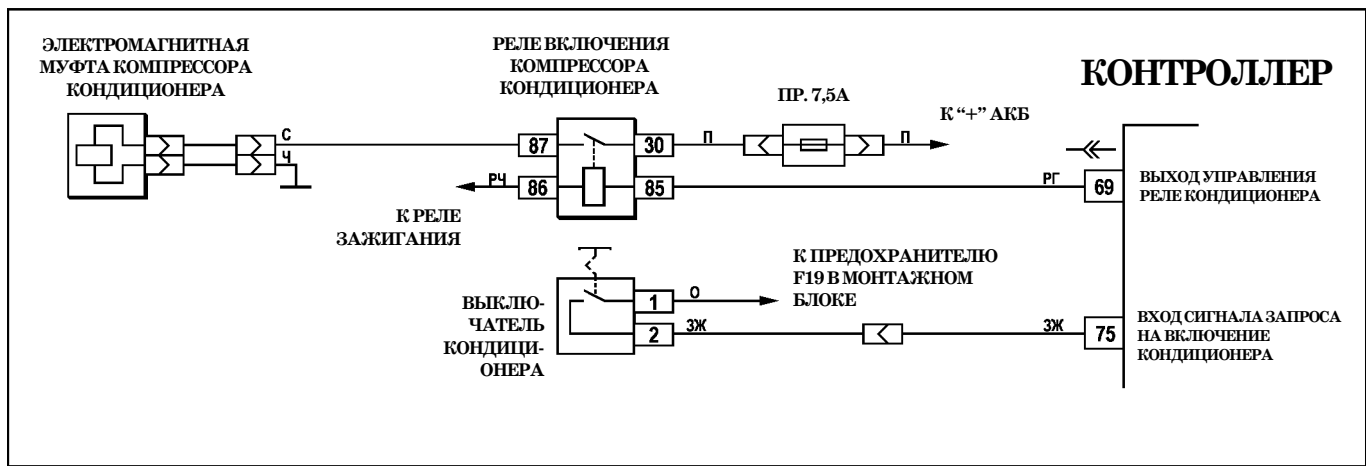 ЭЛЕКТРОМАГНИТНАЯ
МУФТА КОМПРЕССОРА
КОНДИЦИОНЕРА
РЕЛЕ ВКЛЮЧЕНИЯ
КОМПРЕССОРА
КОНДИЦИОНЕРА
ПР. 7,5А
К “+” АКБ
КОНТРОЛЛЕР
С
Ч
87
30
П
П
РЧ
86
85
РГ
69
ВЫХОД УПРАВЛЕНИЯ
РЕЛЕ КОНДИЦИОНЕРА
К РЕЛЕ
ЗАЖИГАНИЯ
К ПРЕДОХРАНИТЕЛЮ
F19 В МОНТАЖНОМ
БЛОКЕ
ВЫКЛЮ-
ЧАТЕЛЬ
КОНДИЦИ-
ОНЕРА
1
О
2
ЗЖ
ЗЖ
75
ВХОД СИГНАЛА ЗАПРОСА
НА ВКЛЮЧЕНИЕ
КОНДИЦИОНЕРА